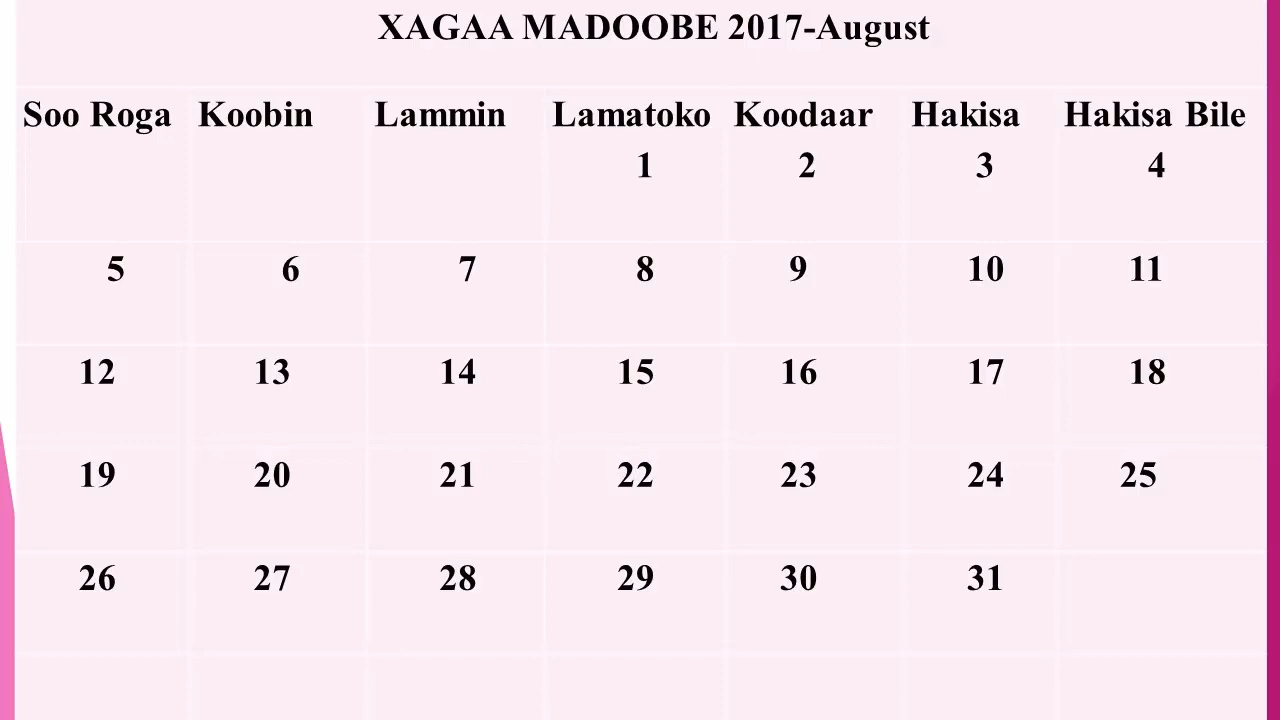 XAGAA MADOOBE 2017-August
Soo Roga Koobin Lammin Lamatoko Koodaar Hakisa Hakisa Bile
1 2 3 4
5 6 7 8 9 10 11
12 13 14 15 16 17 18
19 20 21 22 23 24 25
26 27 28 29 30 31